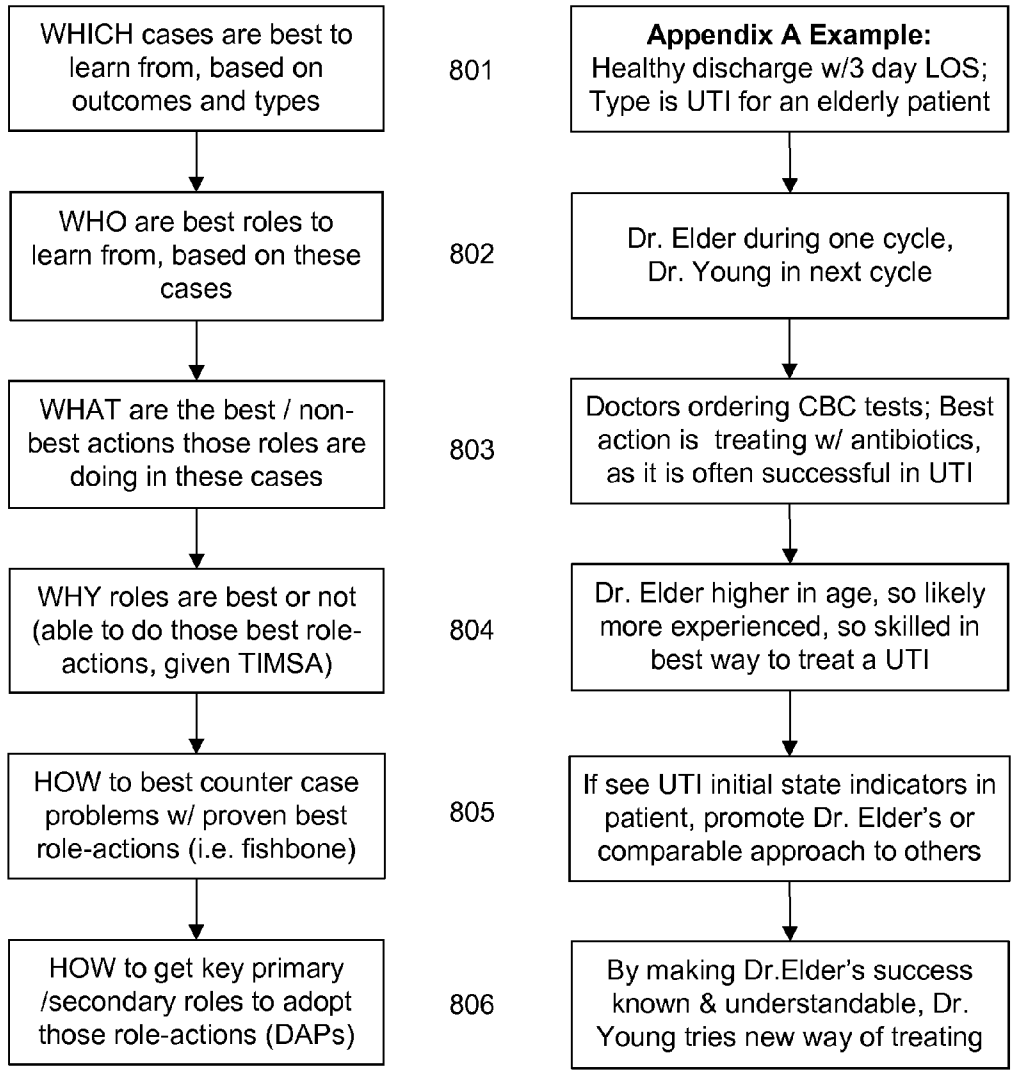 WHICH cases are best to
learn from, based on
outcomes and types
801
Appendix A Example:
Healthy discharge w/3 day LOS;
Type is UTI for an elderly patient
WHO are best roles to
learn from, based on these
cases
802
Dr. Elder during one cycle,
Dr. Young in next cycle
WHAT are the best / non-
best actions those roles are
doing in these cases
803
Doctors ordering CBC tests; Best
action is treating w/ antibiotics,
as it is often successful in UTI
WHY roles are best or not
(able to do those best role-
actions, given TIMSA)
804
Dr. Elder higher in age, so likely
more experienced, so skilled in
best way to treat a UTI
HOW to best counter case
problems w/ proven best
role-actions (i.e. fishbone)
805
If see UTI initial state indicators in
patient, promote Dr. Elder's or
comparable approach to others
HOW to get key primary
/secondary roles to adopt
those role-actions (DAPs)
806
By making Dr.Elder's success
known & understandable, Dr.
Young tries new way of treating